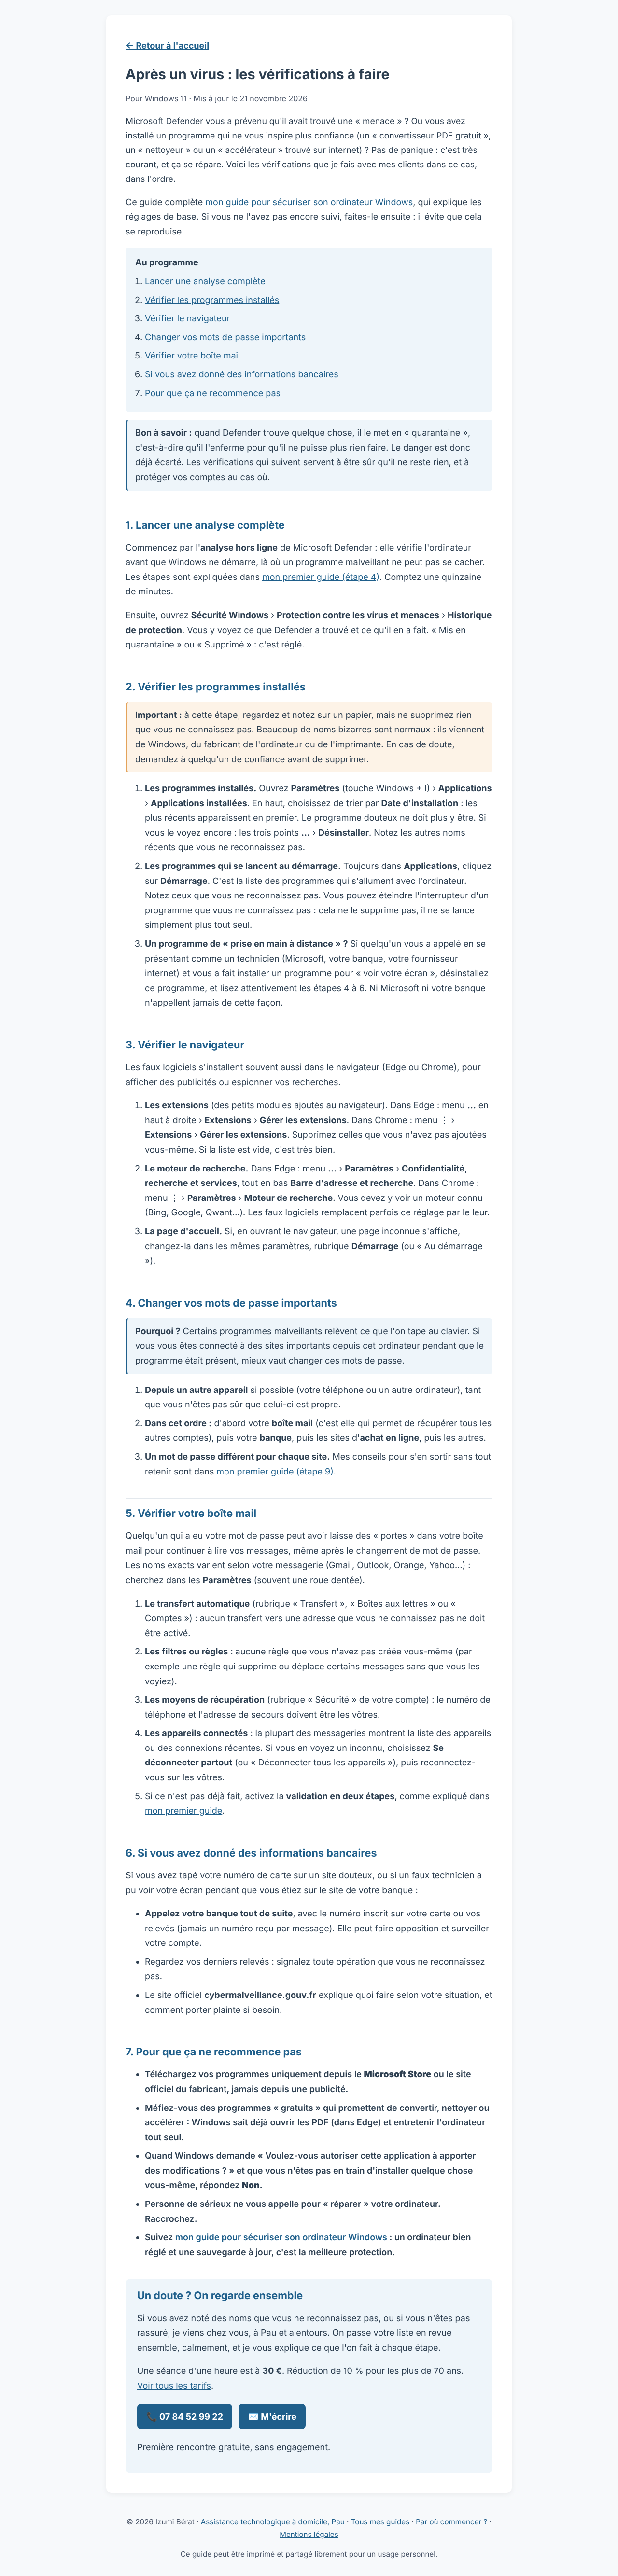 ← Retour à l'accueil
Après un virus : les vérifications à faire
Pour Windows 11 · Mis à jour le 21 novembre 2026
Microsoft Defender vous a prévenu qu'il avait trouvé une « menace » ? Ou vous avez
installé un programme qui ne vous inspire plus confiance (un « convertisseur PDF gratuit »,
un « nettoyeur » ou un « accélérateur » trouvé sur internet) ? Pas de panique : c'est très
courant, et ça se répare. Voici les vérifications que je fais avec mes clients dans ce cas,
dans l'ordre.
Ce guide complète mon guide pour sécuriser son ordinateur Windows, qui explique les
réglages de base. Si vous ne l'avez pas encore suivi, faites-le ensuite : il évite que cela
se reproduise.
Au programme
1. Lancer une analyse complète
2. Vérifier les programmes installés
3. Vérifier le navigateur
4. Changer vos mots de passe importants
5. Vérifier votre boîte mail
6. Si vous avez donné des informations bancaires
7. Pour que ça ne recommence pas
Bon à savoir : quand Defender trouve quelque chose, il le met en « quarantaine »,
c'est-à-dire qu'il l'enferme pour qu'il ne puisse plus rien faire. Le danger est donc
déjà écarté. Les vérifications qui suivent servent à être sûr qu'il ne reste rien, et à
protéger vos comptes au cas où.
1. Lancer une analyse complète
Commencez par l'analyse hors ligne de Microsoft Defender : elle vérifie l'ordinateur
avant que Windows ne démarre, là où un programme malveillant ne peut pas se cacher.
Les étapes sont expliquées dans mon premier guide (étape 4). Comptez une quinzaine
de minutes.
Ensuite, ouvrez Sécurité Windows › Protection contre les virus et menaces › Historique
de protection. Vous y voyez ce que Defender a trouvé et ce qu'il en a fait. « Mis en
quarantaine » ou « Supprimé » : c'est réglé.
2. Vérifier les programmes installés
Important : à cette étape, regardez et notez sur un papier, mais ne supprimez rien
que vous ne connaissez pas. Beaucoup de noms bizarres sont normaux : ils viennent
de Windows, du fabricant de l'ordinateur ou de l'imprimante. En cas de doute,
demandez à quelqu'un de confiance avant de supprimer.
1. Les programmes installés. Ouvrez Paramètres (touche Windows + I) › Applications
› Applications installées. En haut, choisissez de trier par Date d'installation : les
plus récents apparaissent en premier. Le programme douteux ne doit plus y être. Si
vous le voyez encore : les trois points ... › Désinstaller. Notez les autres noms
récents que vous ne reconnaissez pas.
2. Les programmes qui se lancent au démarrage. Toujours dans Applications, cliquez
sur Démarrage. C'est la liste des programmes qui s'allument avec l'ordinateur.
Notez ceux que vous ne reconnaissez pas. Vous pouvez éteindre l'interrupteur d'un
programme que vous ne connaissez pas : cela ne le supprime pas, il ne se lance
simplement plus tout seul.
3. Un programme de « prise en main à distance » ? Si quelqu'un vous a appelé en se
présentant comme un technicien (Microsoft, votre banque, votre fournisseur
internet) et vous a fait installer un programme pour « voir votre écran », désinstallez
ce programme, et lisez attentivement les étapes 4 à 6. Ni Microsoft ni votre banque
n'appellent jamais de cette façon.
3. Vérifier le navigateur
Les faux logiciels s'installent souvent aussi dans le navigateur (Edge ou Chrome), pour
afficher des publicités ou espionner vos recherches.
1. Les extensions (des petits modules ajoutés au navigateur). Dans Edge : menu ... en
haut à droite › Extensions › Gérer les extensions. Dans Chrome : menu ⋮ ›
Extensions › Gérer les extensions. Supprimez celles que vous n'avez pas ajoutées
vous-même. Si la liste est vide, c'est très bien.
2. Le moteur de recherche. Dans Edge : menu ... › Paramètres › Confidentialité,
recherche et services, tout en bas Barre d'adresse et recherche. Dans Chrome :
menu ⋮ › Paramètres › Moteur de recherche. Vous devez y voir un moteur connu
(Bing, Google, Qwant...). Les faux logiciels remplacent parfois ce réglage par le leur.
3. La page d'accueil. Si, en ouvrant le navigateur, une page inconnue s'affiche,
changez-la dans les mêmes paramètres, rubrique Démarrage (ou « Au démarrage
»).
4. Changer vos mots de passe importants
Pourquoi ? Certains programmes malveillants relèvent ce que l'on tape au clavier. Si
vous vous êtes connecté à des sites importants depuis cet ordinateur pendant que le
programme était présent, mieux vaut changer ces mots de passe.
1. Depuis un autre appareil si possible (votre téléphone ou un autre ordinateur), tant
que vous n'êtes pas sûr que celui-ci est propre.
2. Dans cet ordre : d'abord votre boîte mail (c'est elle qui permet de récupérer tous les
autres comptes), puis votre banque, puis les sites d'achat en ligne, puis les autres.
3. Un mot de passe différent pour chaque site. Mes conseils pour s'en sortir sans tout
retenir sont dans mon premier guide (étape 9).
5. Vérifier votre boîte mail
Quelqu'un qui a eu votre mot de passe peut avoir laissé des « portes » dans votre boîte
mail pour continuer à lire vos messages, même après le changement de mot de passe.
Les noms exacts varient selon votre messagerie (Gmail, Outlook, Orange, Yahoo...) :
cherchez dans les Paramètres (souvent une roue dentée).
1. Le transfert automatique (rubrique « Transfert », « Boîtes aux lettres » ou «
Comptes ») : aucun transfert vers une adresse que vous ne connaissez pas ne doit
être activé.
2. Les filtres ou règles : aucune règle que vous n'avez pas créée vous-même (par
exemple une règle qui supprime ou déplace certains messages sans que vous les
voyiez).
3. Les moyens de récupération (rubrique « Sécurité » de votre compte) : le numéro de
téléphone et l'adresse de secours doivent être les vôtres.
4. Les appareils connectés : la plupart des messageries montrent la liste des appareils
ou des connexions récentes. Si vous en voyez un inconnu, choisissez Se
déconnecter partout (ou « Déconnecter tous les appareils »), puis reconnectez-
vous sur les vôtres.
5. Si ce n'est pas déjà fait, activez la validation en deux étapes, comme expliqué dans
mon premier guide.
6. Si vous avez donné des informations bancaires
Si vous avez tapé votre numéro de carte sur un site douteux, ou si un faux technicien a
pu voir votre écran pendant que vous étiez sur le site de votre banque :
• Appelez votre banque tout de suite, avec le numéro inscrit sur votre carte ou vos
relevés (jamais un numéro reçu par message). Elle peut faire opposition et surveiller
votre compte.
• Regardez vos derniers relevés : signalez toute opération que vous ne reconnaissez
pas.
• Le site officiel cybermalveillance.gouv.fr explique quoi faire selon votre situation, et
comment porter plainte si besoin.
7. Pour que ça ne recommence pas
• Téléchargez vos programmes uniquement depuis le Microsoft Store ou le site
officiel du fabricant, jamais depuis une publicité.
• Méfiez-vous des programmes « gratuits » qui promettent de convertir, nettoyer ou
accélérer : Windows sait déjà ouvrir les PDF (dans Edge) et entretenir l'ordinateur
tout seul.
• Quand Windows demande « Voulez-vous autoriser cette application à apporter
des modifications ? » et que vous n'êtes pas en train d'installer quelque chose
vous-même, répondez Non.
• Personne de sérieux ne vous appelle pour « réparer » votre ordinateur.
Raccrochez.
• Suivez mon guide pour sécuriser son ordinateur Windows : un ordinateur bien
réglé et une sauvegarde à jour, c'est la meilleure protection.
Un doute ? On regarde ensemble
Si vous avez noté des noms que vous ne reconnaissez pas, ou si vous n'êtes pas
rassuré, je viens chez vous, à Pau et alentours. On passe votre liste en revue
ensemble, calmement, et je vous explique ce que l'on fait à chaque étape.
Une séance d'une heure est à 30 €. Réduction de 10 % pour les plus de 70 ans.
Voir tous les tarifs.
📞 07 84 52 99 22
✉️ M'écrire
Première rencontre gratuite, sans engagement.
© 2026 Izumi Bérat · Assistance technologique à domicile, Pau · Tous mes guides · Par où commencer ? ·
Mentions légales
Ce guide peut être imprimé et partagé librement pour un usage personnel.